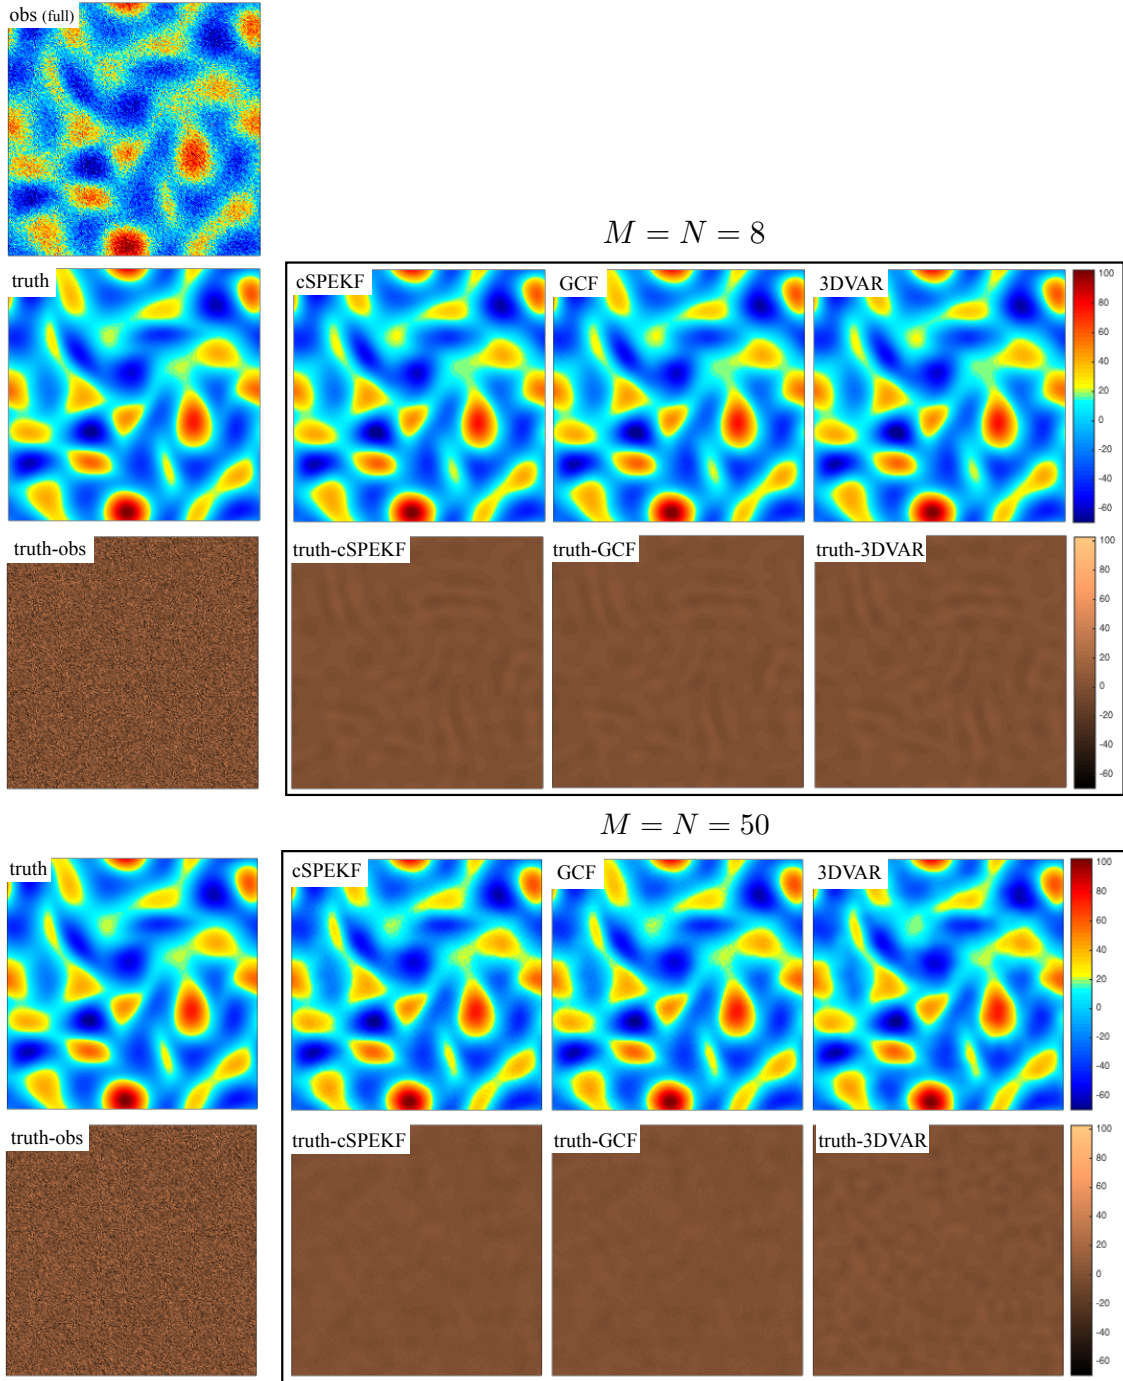 obs (full)
M = N = 8
truth
cSPEKF
GCF
3DVAR
100
80
60
40
20
0
-20
-40
-60
truth-obs
truth-cSPEKF
truth-GCF
truth-3DVAR
100
80
60
40
20
0
-20
-40
-60
M = N = 50
truth
cSPEKF
GCF
3DVAR
100
80
60
40
20
0
-20
-40
-60
truth-obs
truth-cSPEKF
truth-GCF
truth-3DVAR
100
80
60
40
20
0
-20
-40
-60